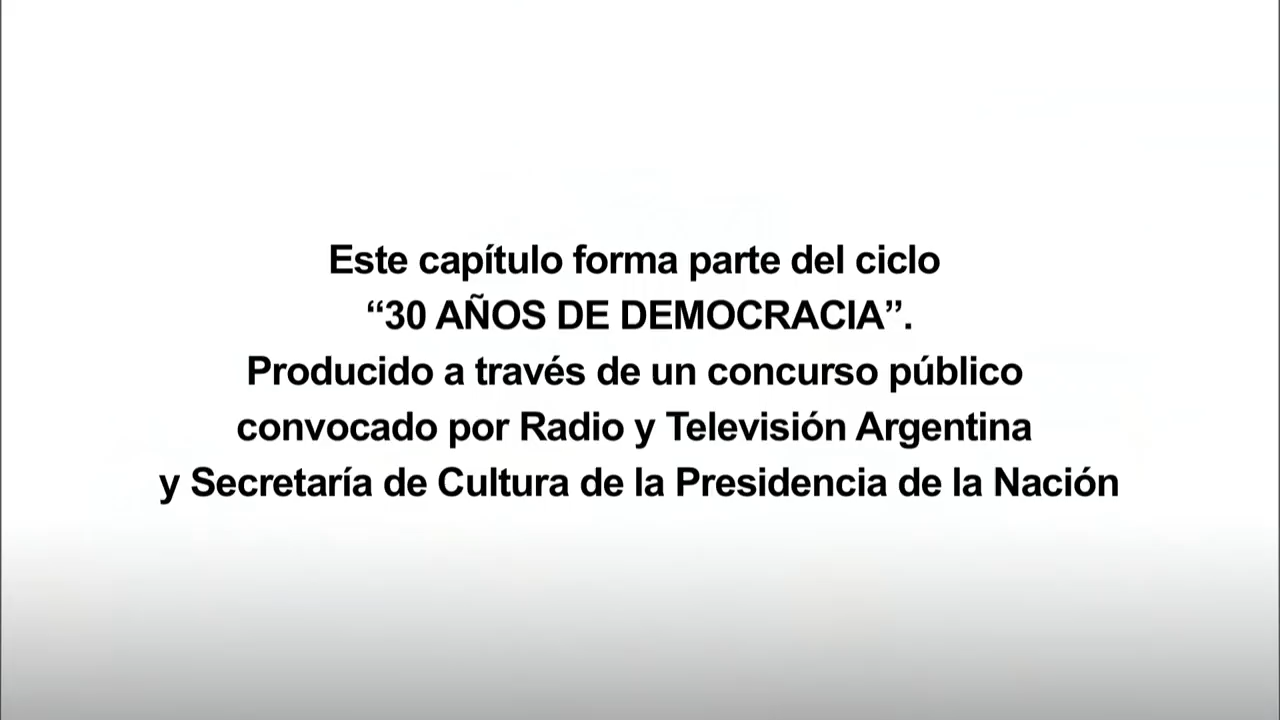 Este capítulo forma parte del ciclo
“30 AÑOS DE DEMOCRACIA”.
Producido a través de un concurso público
convocado por Radio y Televisión Argentina
y Secretaría de Cultura de la Presidencia de la Nación